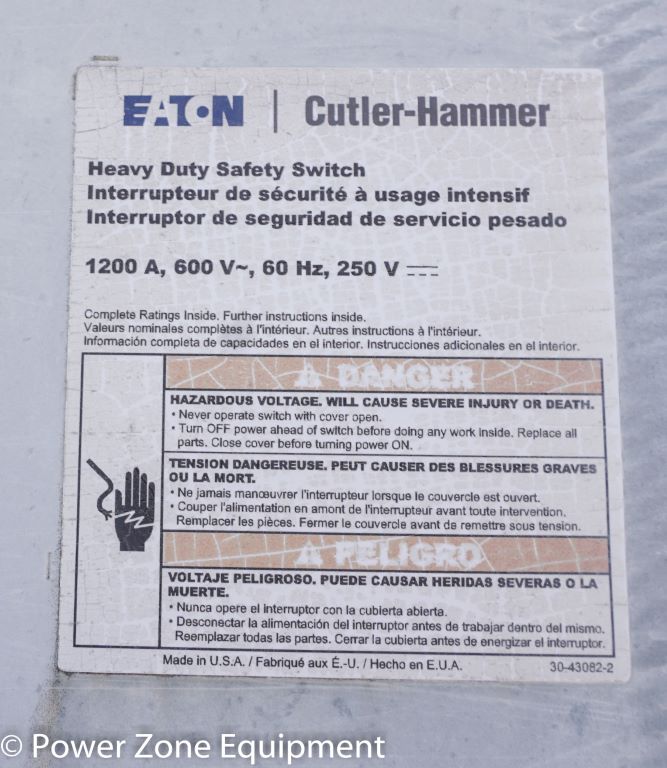 EATON | Cutler-Hammer
Heavy Duty Safety Switch
Interrupteur de sécurité à usage intensif
Interruptor de seguridad de servicio pesado
1200 A, 600 V~, 60 Hz, 250 V ⎓
Complete Ratings Inside. Further instructions inside.
Valeurs nominales complètes à l'intérieur. Autres instructions à l'intérieur.
Información completa de capacidades en el interior. Instrucciones adicionales en el interior.
⚠ DANGER
HAZARDOUS VOLTAGE. WILL CAUSE SEVERE INJURY OR DEATH.
• Never operate switch with cover open.
• Turn OFF power ahead of switch before doing any work inside. Replace all
parts. Close cover before turning power ON.
TENSION DANGEREUSE. PEUT CAUSER DES BLESSURES GRAVES
OU LA MORT.
• Ne jamais manœuvrer l'interrupteur lorsque le couvercle est ouvert.
• Couper l'alimentation en amont de l'interrupteur avant toute intervention.
Remplacer les pièces. Fermer le couvercle avant de remettre sous tension.
⚠ PELIGRO
VOLTAJE PELIGROSO. PUEDE CAUSAR HERIDAS SEVERAS O LA
MUERTE.
• Nunca opere el interruptor con la cubierta abierta.
• Desconectar la alimentación del interruptor antes de trabajar dentro del mismo.
Reemplazar todas las partes. Cerrar la cubierta antes de energizar el interruptor.
Made in U.S.A. / Fabriqué aux É.-U. / Hecho en E.U.A.
30-43082-2
© Power Zone Equipment